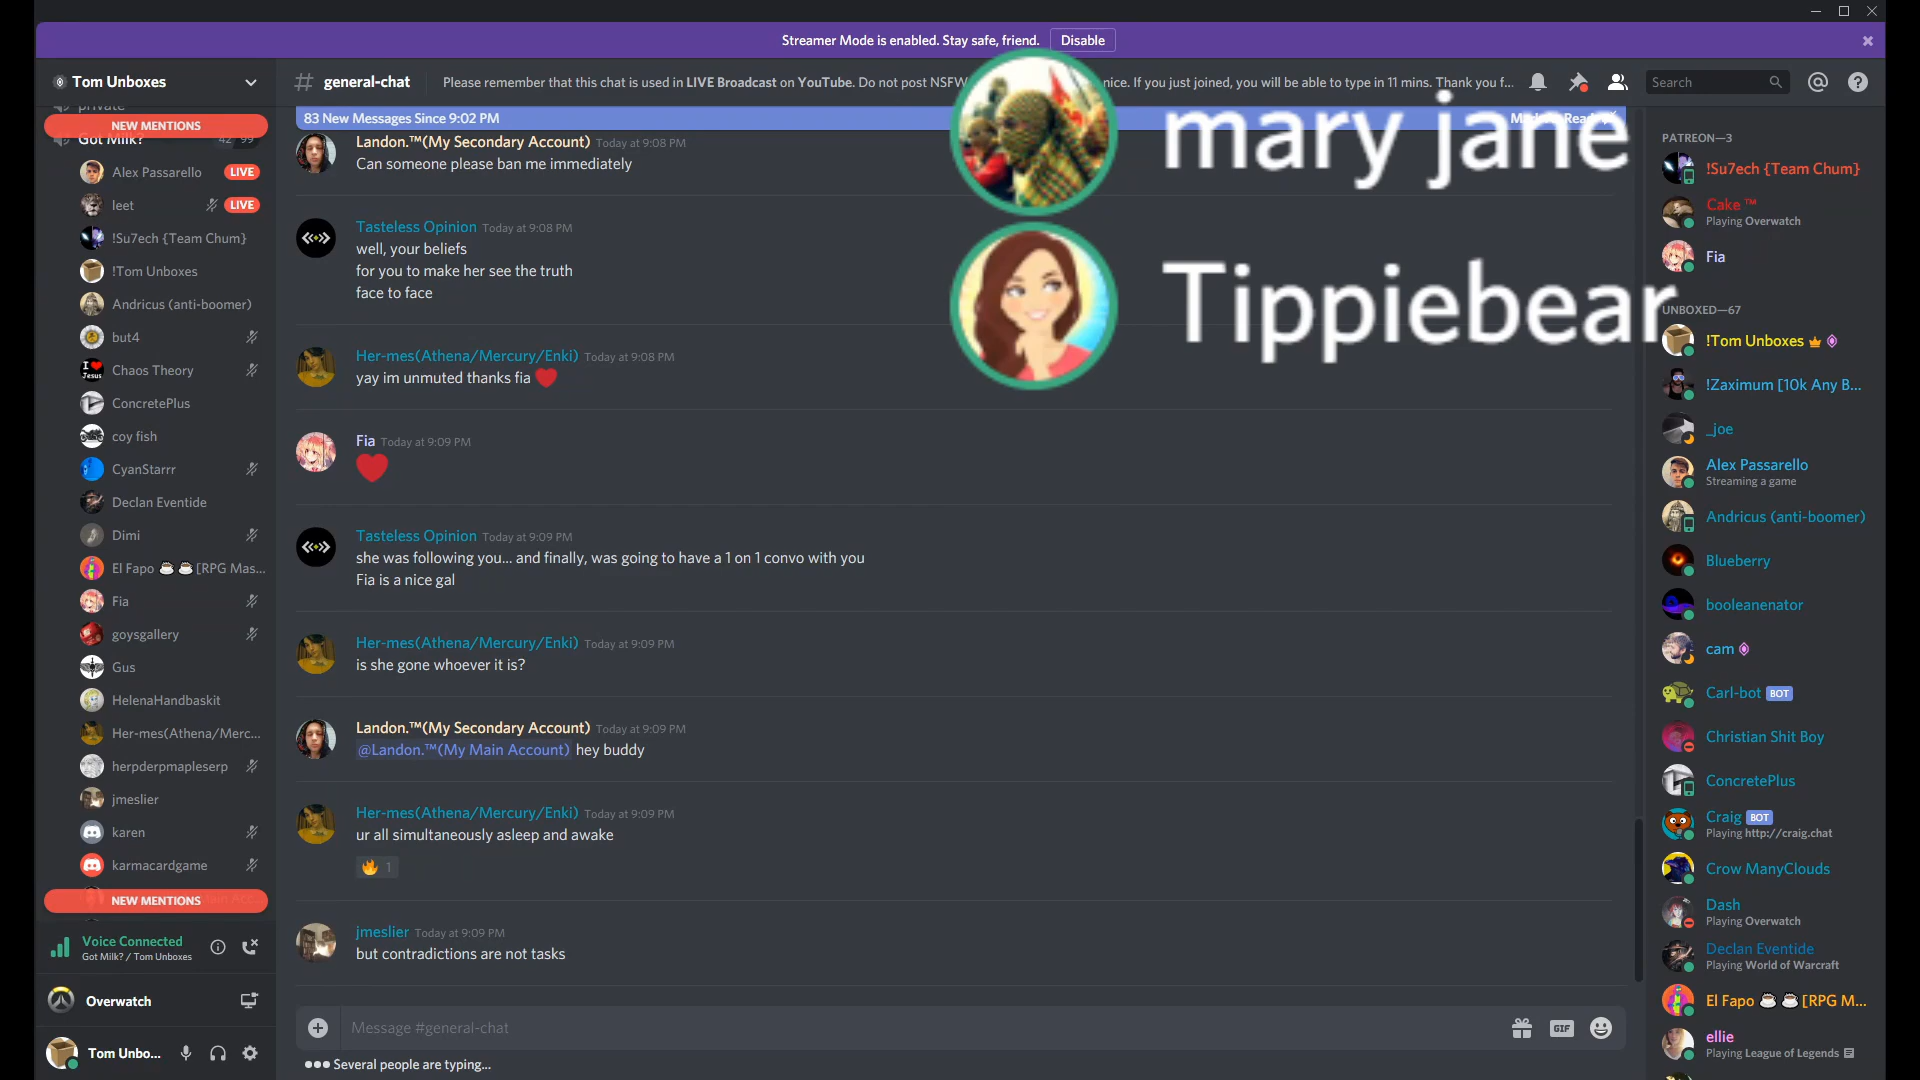 Streamer Mode is enabled. Stay safe, friend. Disable
Tom Unboxes
general-chat
Please remember that this chat is used in LIVE Broadcast on YouTube. Do not post NSFW nice. If you just joined, you will be able to type in 11 mins. Thank you f...
Search
private
NEW MENTIONS
Got Milk? 42 99
Alex Passarello LIVE
leet LIVE
!Su7ech {Team Chum}
!Tom Unboxes
Andricus (anti-boomer)
but4
Chaos Theory
ConcretePlus
coy fish
CyanStarrr
Declan Eventide
Dimi
El Fapo ☕ ☕ [RPG Mas...
Fia
goysgallery
Gus
HelenaHandbaskit
Her-mes(Athena/Merc...
herpderpmapleserp
jmeslier
karen
karmacardgame
NEW MENTIONS
Voice Connected
Got Milk? / Tom Unboxes
Overwatch
Tom Unbo...
83 New Messages Since 9:02 PM
Landon.™(My Secondary Account) Today at 9:08 PM
Can someone please ban me immediately
Tasteless Opinion Today at 9:08 PM
well, your beliefs
for you to make her see the truth
face to face
Her-mes(Athena/Mercury/Enki) Today at 9:08 PM
yay im unmuted thanks fia ❤
Fia Today at 9:09 PM
❤
Tasteless Opinion Today at 9:09 PM
she was following you... and finally, was going to have a 1 on 1 convo with you
Fia is a nice gal
Her-mes(Athena/Mercury/Enki) Today at 9:09 PM
is she gone whoever it is?
Landon.™(My Secondary Account) Today at 9:09 PM
@Landon.™(My Main Account) hey buddy
Her-mes(Athena/Mercury/Enki) Today at 9:09 PM
ur all simultaneously asleep and awake
🔥 1
jmeslier Today at 9:09 PM
but contradictions are not tasks
Message #general-chat
GIF
Several people are typing...
mary jane
Tippiebear
PATREON—3
!Su7ech {Team Chum}
Cake ™
Playing Overwatch
Fia
UNBOXED—67
!Tom Unboxes
!Zaximum [10k Any B...
_joe
Alex Passarello
Streaming a game
Andricus (anti-boomer)
Blueberry
booleanenator
cam
Carl-bot BOT
Christian Shit Boy
ConcretePlus
Craig BOT
Playing http://craig.chat
Crow ManyClouds
Dash
Playing Overwatch
Declan Eventide
Playing World of Warcraft
El Fapo ☕ ☕ [RPG M...
ellie
Playing League of Legends